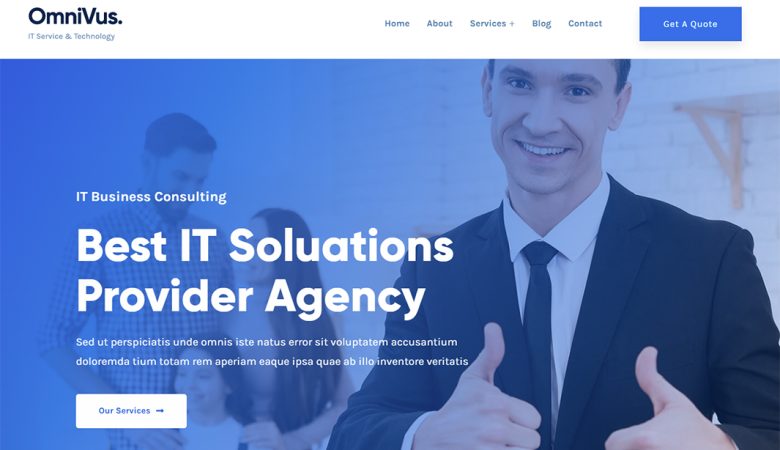 OmniVus.
IT Service & Technology
Home About Services + Blog Contact
Get A Quote
IT Business Consulting
Best IT Soluations
Provider Agency
Sed ut perspiciatis unde omnis iste natus error sit voluptatem accusantium
doloremda tium totam rem aperiam eaque ipsa quae ab illo inventore veritatis
Our Services →